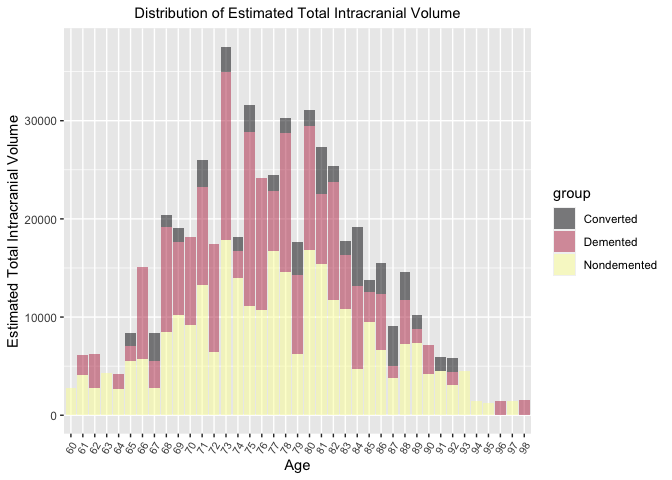 Distribution of Estimated Total Intracranial Volume
Estimated Total Intracranial Volume
30000
20000
10000
0
60 61 62 63 64 65 66 67 68 69 70 71 72 73 74 75 76 77 78 79 80 81 82 83 84 85 86 87 88 89 90 91 92 93 94 95 96 97 98
Age
group
Converted
Demented
Nondemented